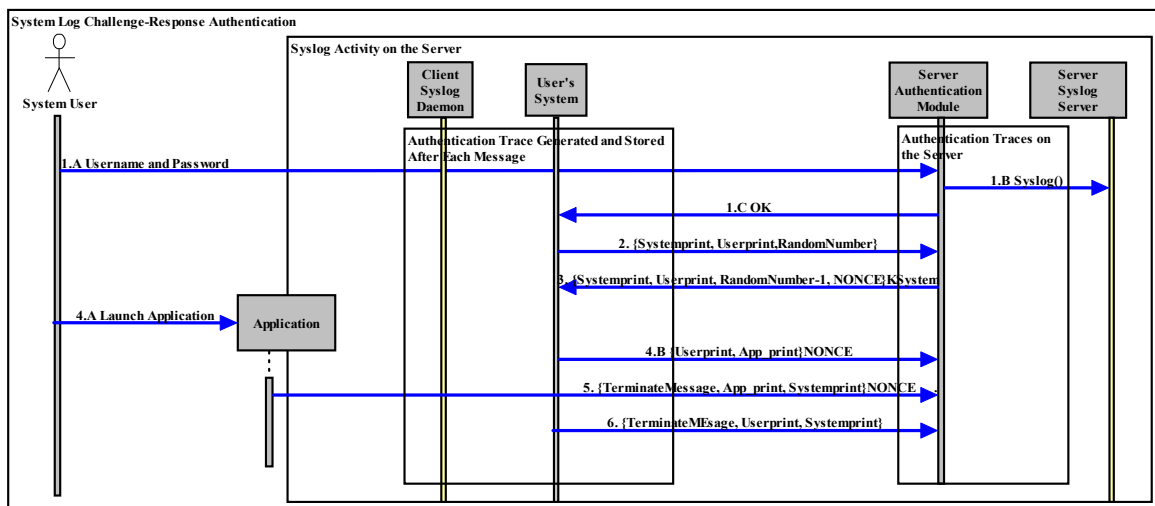 System Log Challenge-Response Authentication
System User
Syslog Activity on the Server
Client
Syslog
Daemon
User's
System
Server
Authentication
Module
Server
Syslog
Server
Authentication Trace Generated and Stored
After Each Message
Authentication Traces on
the Server
1.A Username and Password
1.B Syslog()
1.C OK
2. {Systemprint, Userprint,RandomNumber}
3. {Systemprint, Userprint, RandomNumber-1, NONCE}KSystem
4.A Launch Application
Application
4.B {Userprint, App_print}NONCE
5. {TerminateMessage, App_print, Systemprint}NONCE .
6. {TerminateMEsage, Userprint, Systemprint}